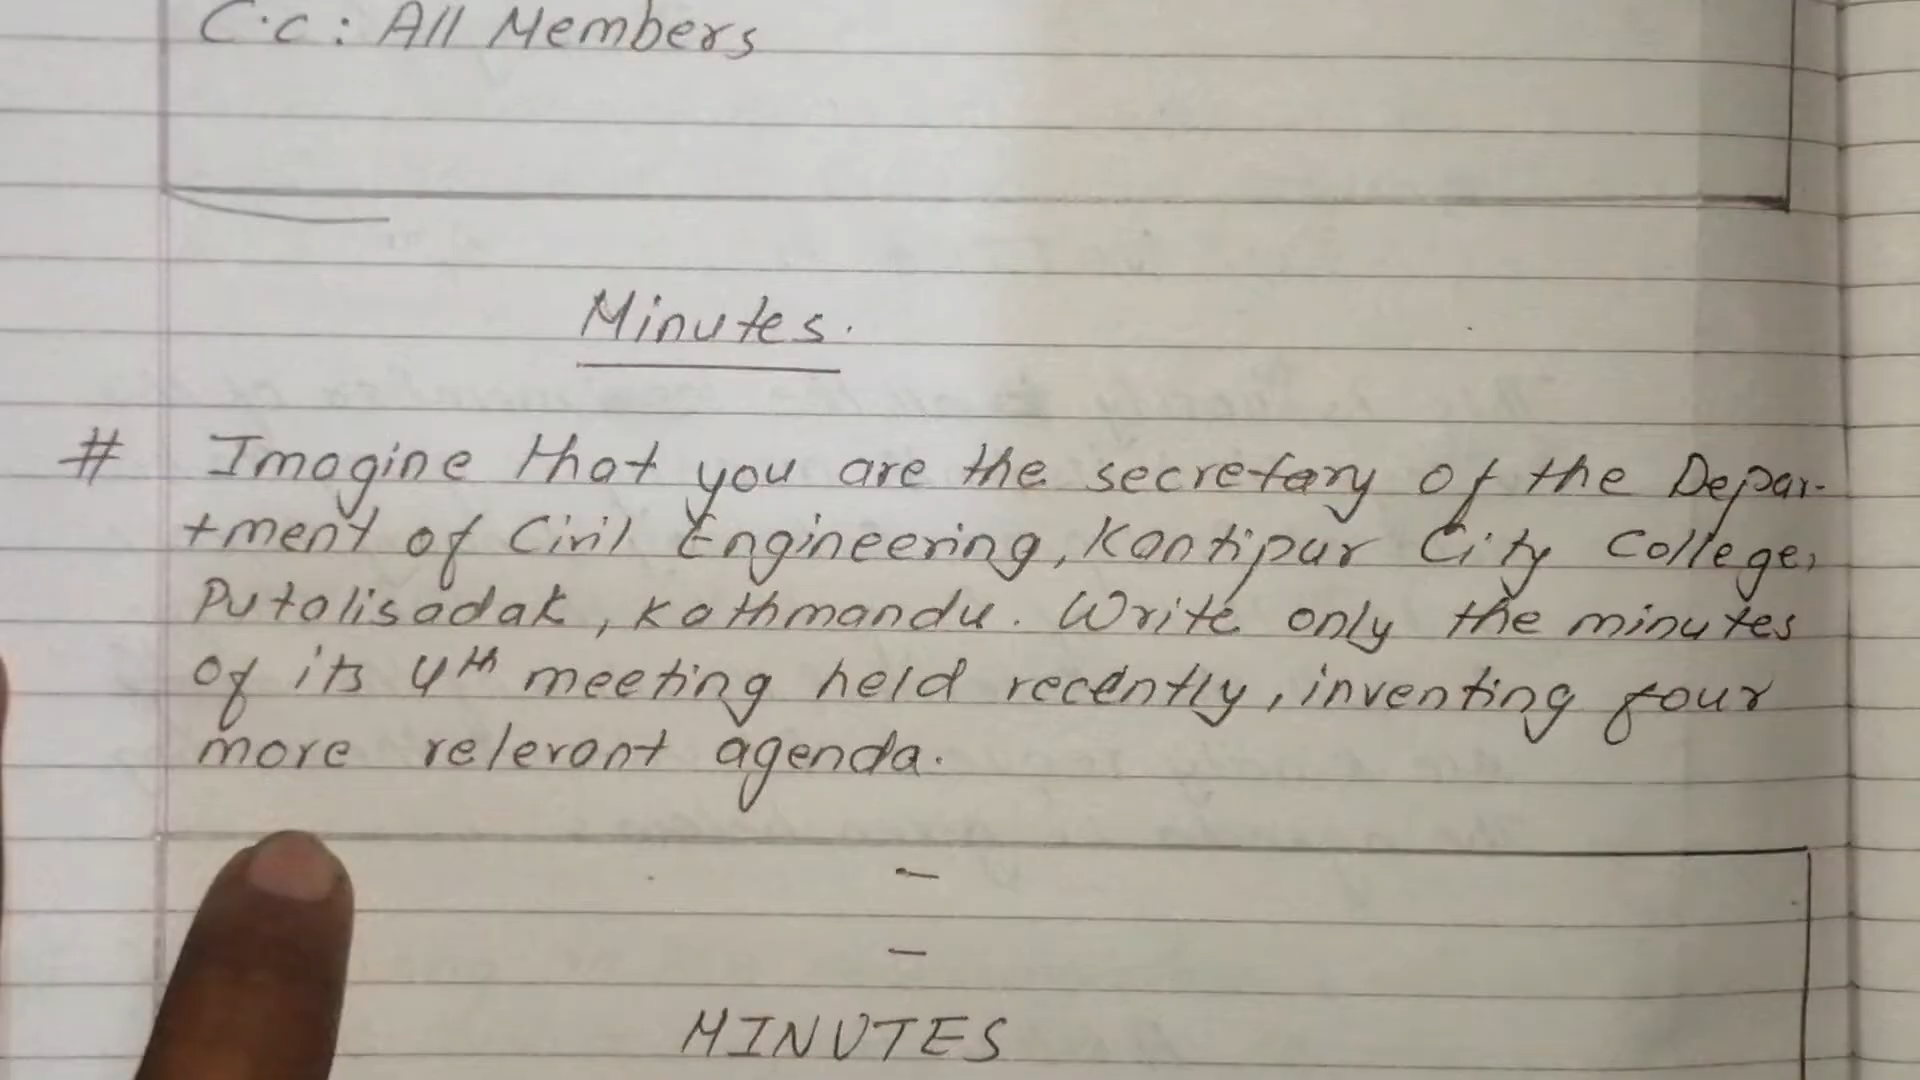 C.c: All Members
Minutes.
# Imagine that you are the secretary of the Depar-
tment of Civil Engineering, Kantipur City College,
Putalisadak, Kathmandu. Write only the minutes
of its 4th meeting held recently, inventing four
more relevant agenda.
MINUTES